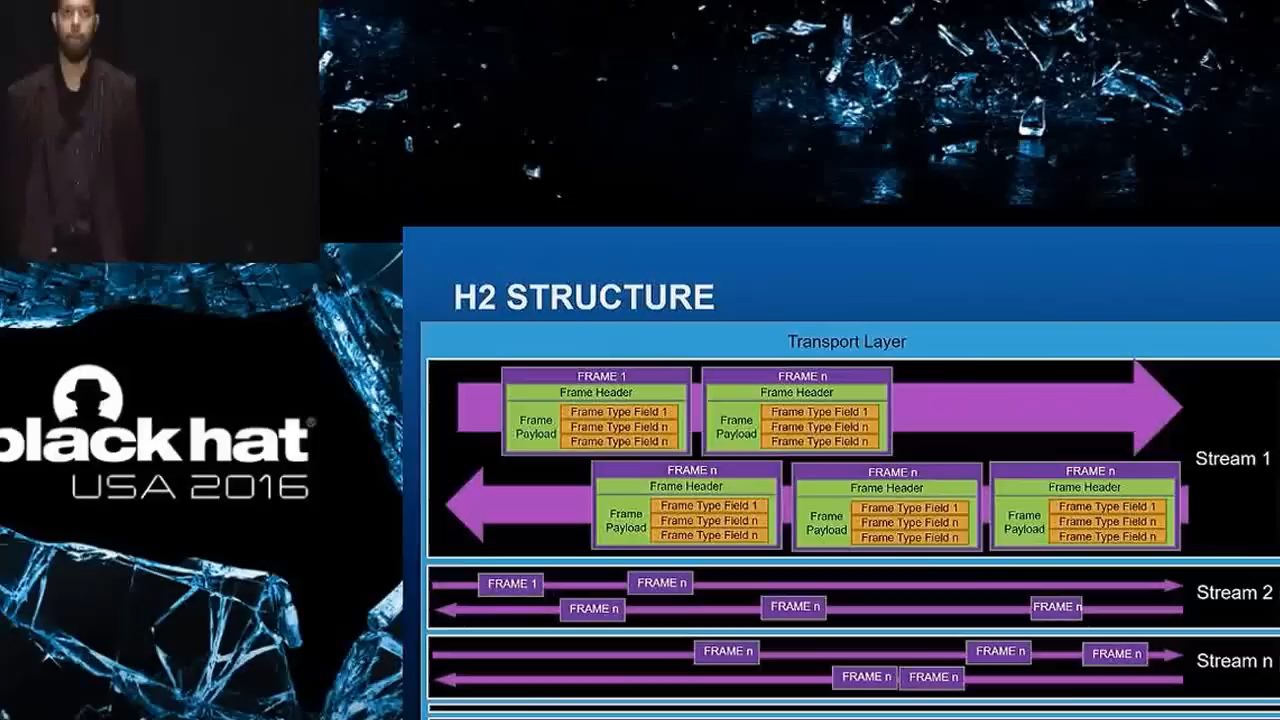 H2 STRUCTURE
Transport Layer
FRAME 1
Frame Header
Frame Payload
Frame Type Field 1
Frame Type Field n
Frame Type Field n
FRAME n
Frame Header
Frame Payload
Frame Type Field 1
Frame Type Field n
Frame Type Field n
Stream 1
FRAME n
Frame Header
Frame Payload
Frame Type Field 1
Frame Type Field n
Frame Type Field n
FRAME n
Frame Header
Frame Payload
Frame Type Field 1
Frame Type Field n
Frame Type Field n
FRAME n
Frame Header
Frame Payload
Frame Type Field 1
Frame Type Field n
Frame Type Field n
black hat®
USA 2016
FRAME 1
FRAME n
Stream 2
FRAME n
FRAME n
FRAME n
FRAME n
FRAME n
FRAME n
Stream n
FRAME n
FRAME n